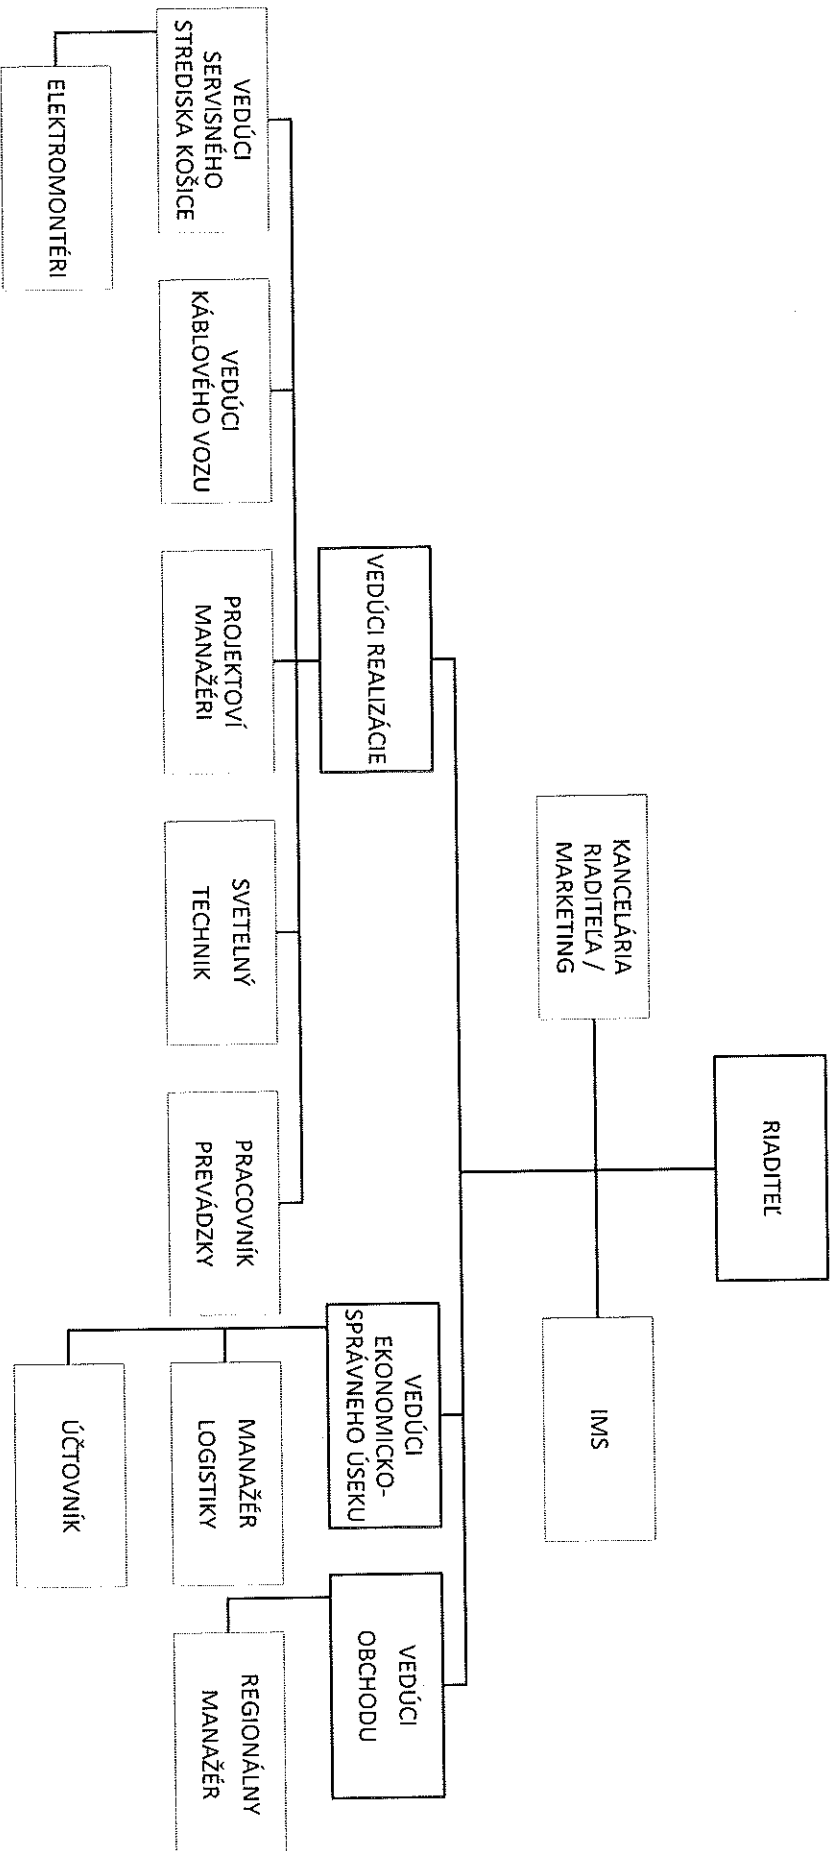 RIADITEĽ
KANCELÁRIA
RIADITEĽA /
MARKETING
IMS
VEDÚCI REALIZÁCIE
VEDÚCI
EKONOMICKO-
SPRÁVNEHO ÚSEKU
VEDÚCI
OBCHODU
VEDÚCI
SERVISNÉHO
STREDISKA KOŠICE
VEDÚCI
KÁBLOVÉHO VOZU
PROJEKTOVÍ
MANAŽÉRI
SVETELNÝ
TECHNIK
PRACOVNÍK
PREVÁDZKY
MANAŽÉR
LOGISTIKY
REGIONÁLNY
MANAŽÉR
ELEKTROMONTÉRI
ÚČTOVNÍK